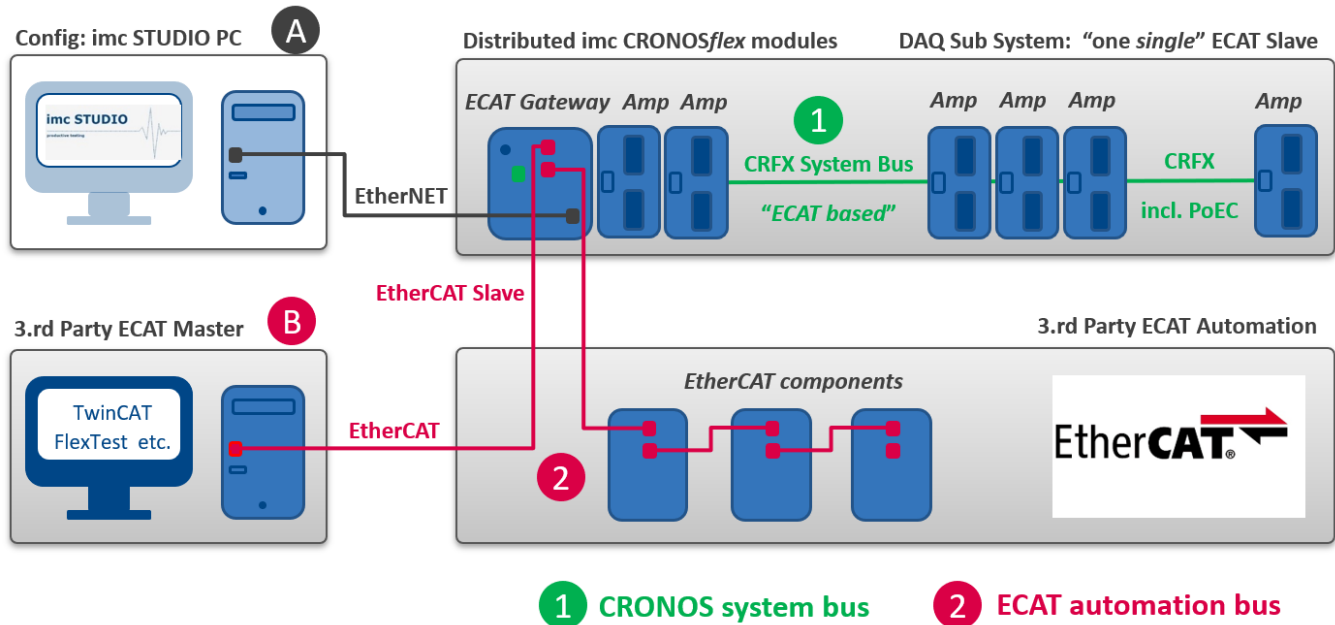 Config: imc STUDIO PC
A
imc STUDIO
productive testing
EtherNET
Distributed imc CRONOSflex modules
DAQ Sub System: “one single” ECAT Slave
ECAT Gateway
Amp
Amp
1
CRFX System Bus
“ECAT based”
Amp
Amp
Amp
CRFX
incl. PoEC
Amp
EtherCAT Slave
3.rd Party ECAT Master
B
TwinCAT
FlexTest etc.
EtherCAT
3.rd Party ECAT Automation
EtherCAT components
2
EtherCAT®
1 CRONOS system bus
2 ECAT automation bus